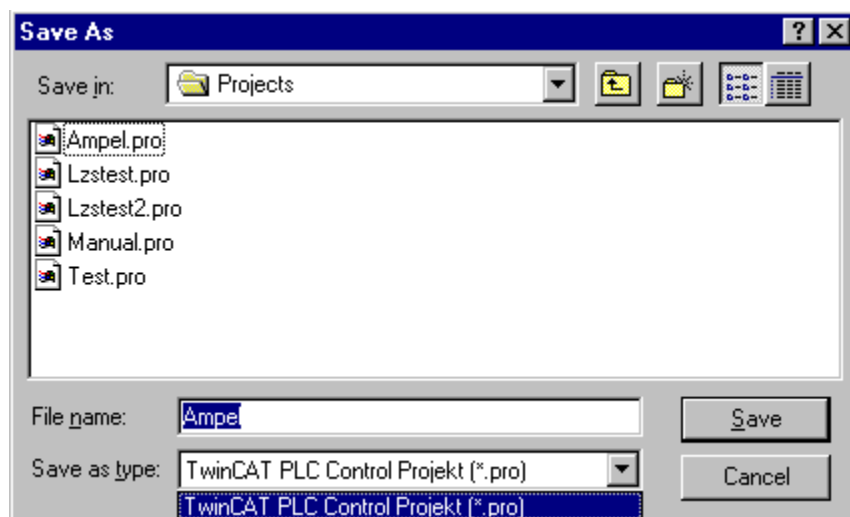 Save As
Save in: Projects
Ampel.pro
Lzstest.pro
Lzstest2.pro
Manual.pro
Test.pro
File name: Ampel Save
Save as type: TwinCAT PLC Control Projekt (*.pro) Cancel
TwinCAT PLC Control Projekt (*.pro)